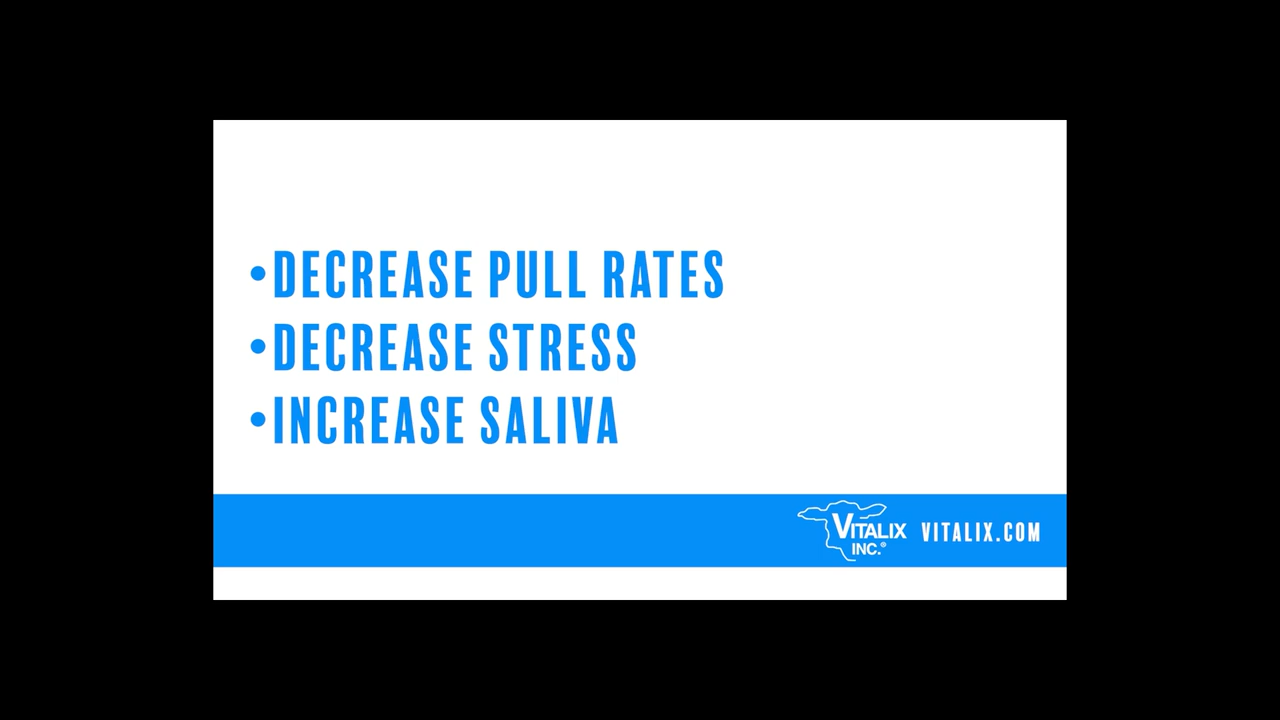 •DECREASE PULL RATES
•DECREASE STRESS
•INCREASE SALIVA
VITALIX INC.® VITALIX.COM